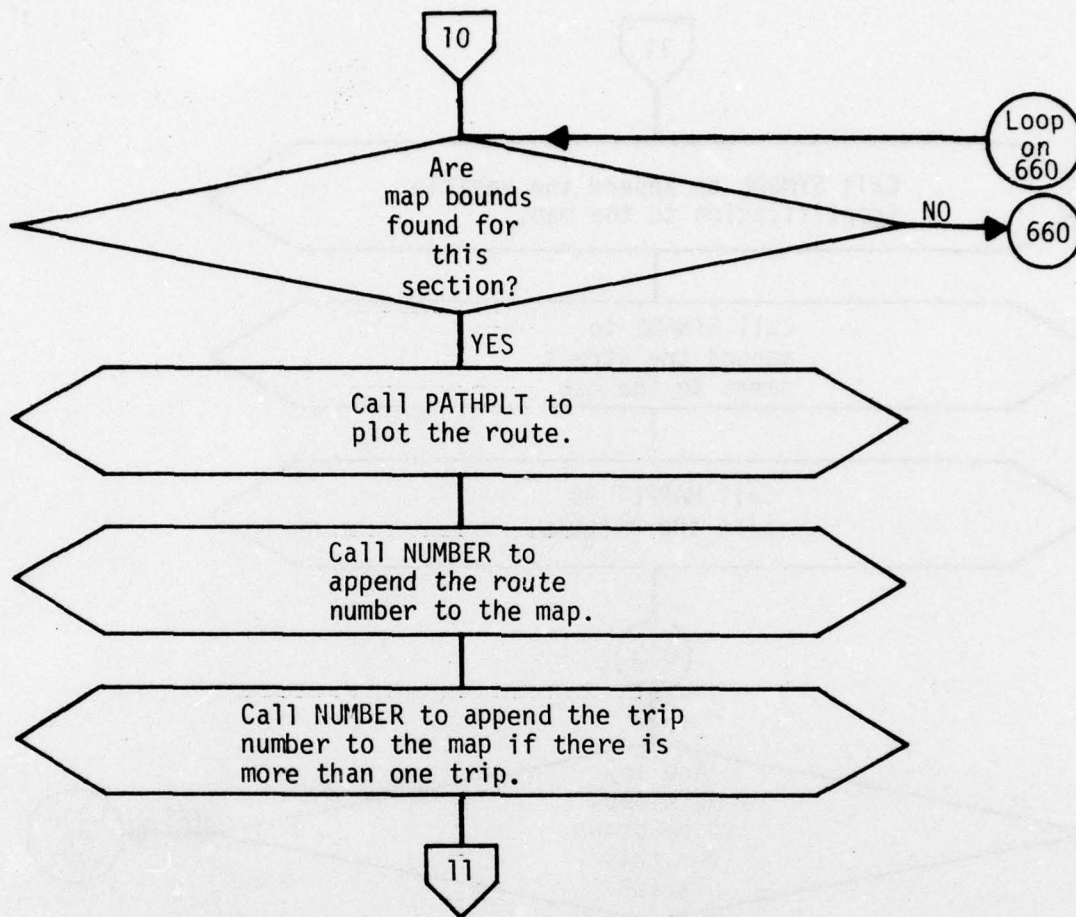 10
Loop
on
660
Are
map bounds
found for
this
section?
NO
660
YES
Call PATHPLT to
plot the route.
Call NUMBER to
append the route
number to the map.
Call NUMBER to append the trip
number to the map if there is
more than one trip.
11